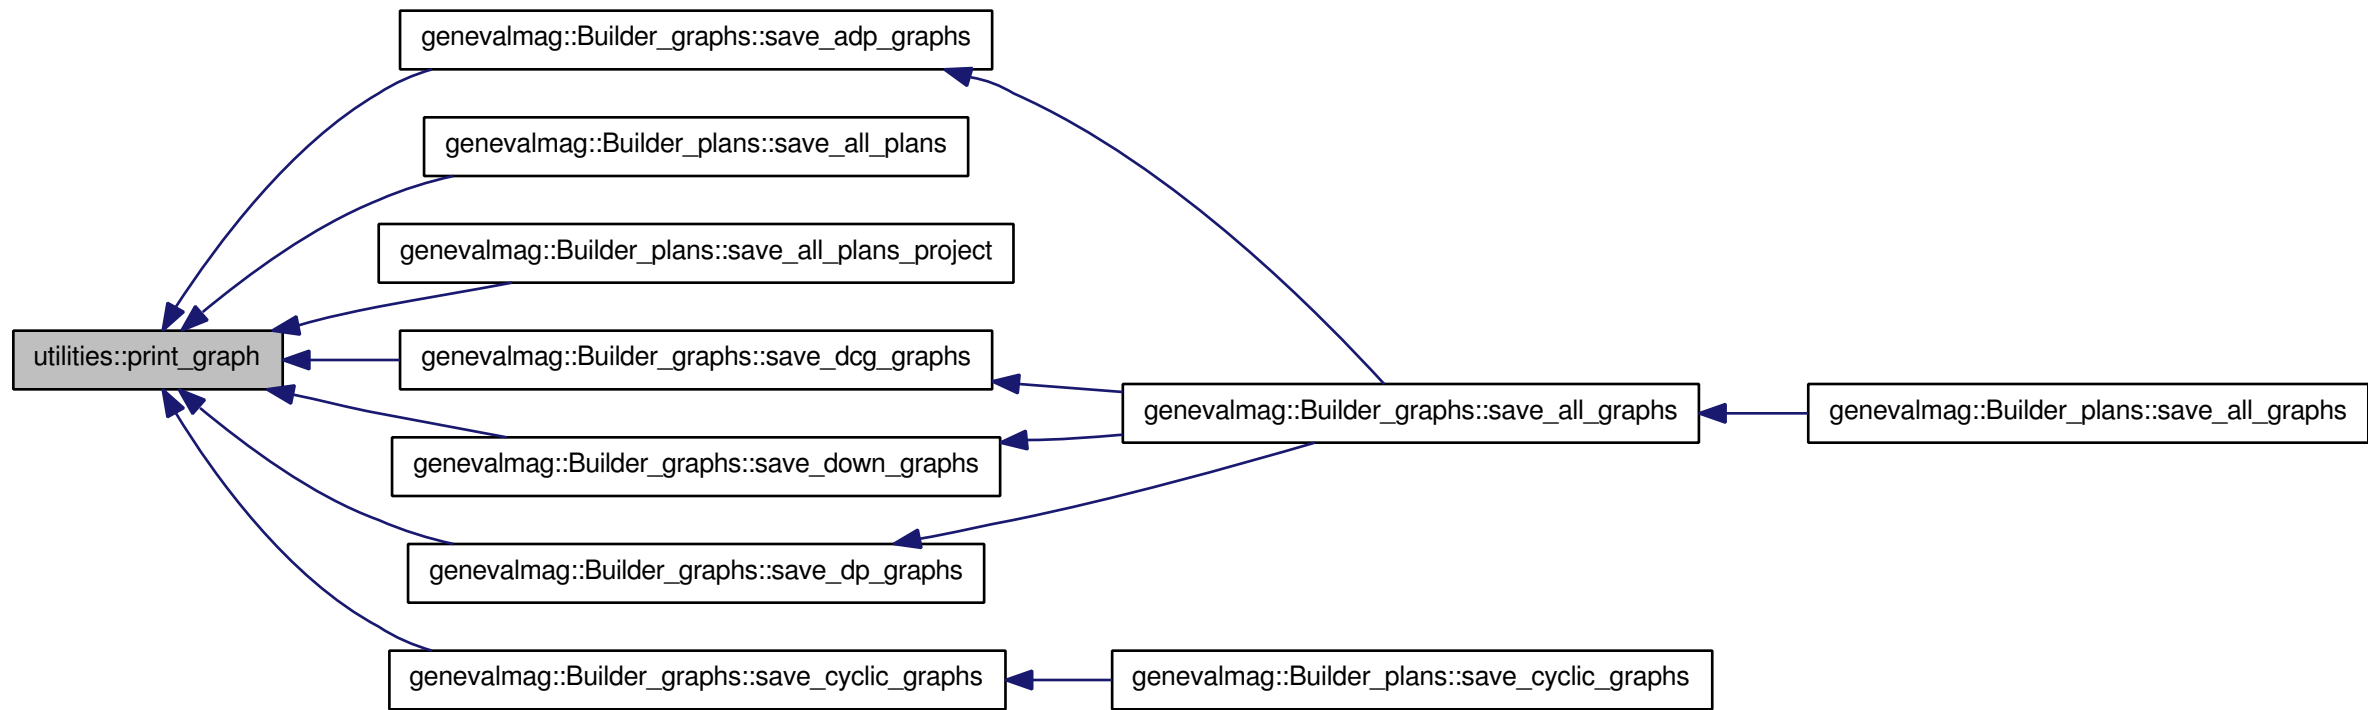 genevalmag::Builder_graphs::save_adp_graphs
genevalmag::Builder_plans::save_all_plans
genevalmag::Builder_plans::save_all_plans_project
utilities::print_graph
genevalmag::Builder_graphs::save_dcg_graphs
genevalmag::Builder_graphs::save_all_graphs
genevalmag::Builder_plans::save_all_graphs
genevalmag::Builder_graphs::save_down_graphs
genevalmag::Builder_graphs::save_dp_graphs
genevalmag::Builder_graphs::save_cyclic_graphs
genevalmag::Builder_plans::save_cyclic_graphs